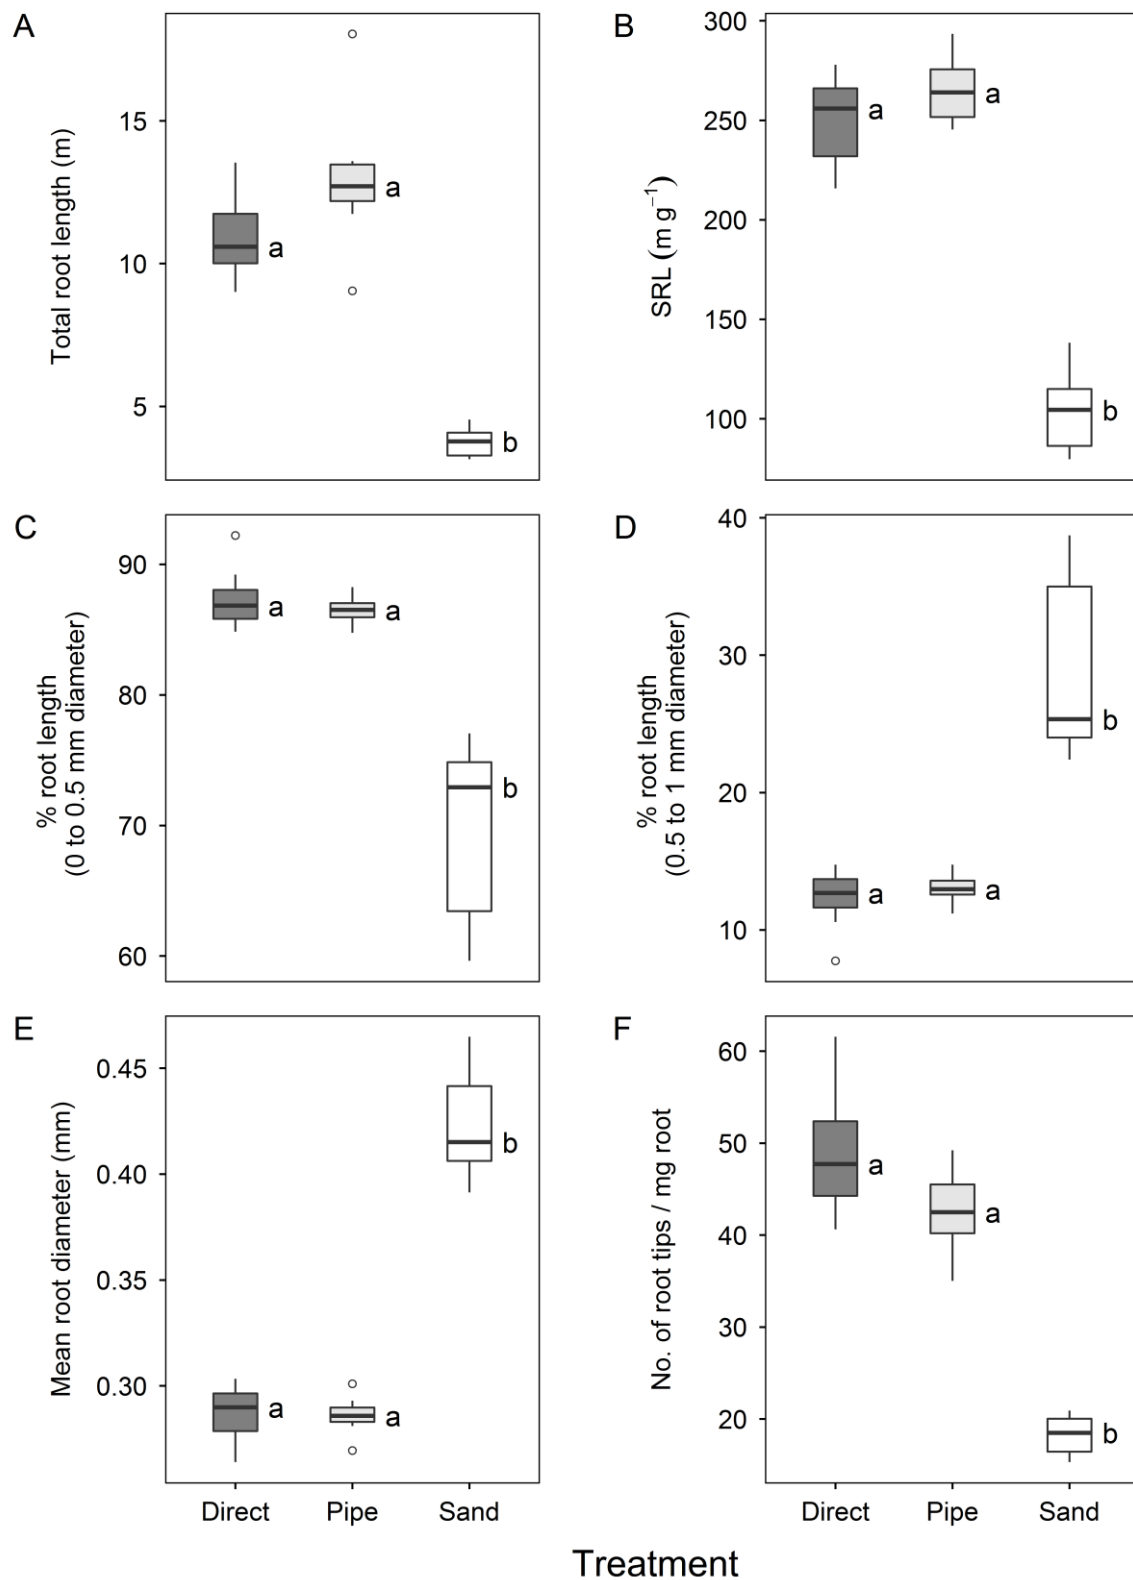 A
Total root length (m)
15
10
5
a
a
b
B
SRL (m g⁻¹)
300
250
200
150
100
a
a
b
C
% root length
(0 to 0.5 mm diameter)
90
80
70
60
a
a
b
D
% root length
(0.5 to 1 mm diameter)
40
30
20
10
a
a
b
E
Mean root diameter (mm)
0.45
0.40
0.35
0.30
a
a
b
Direct Pipe Sand
F
No. of root tips / mg root
60
50
40
30
20
a
a
b
Direct Pipe Sand
Treatment